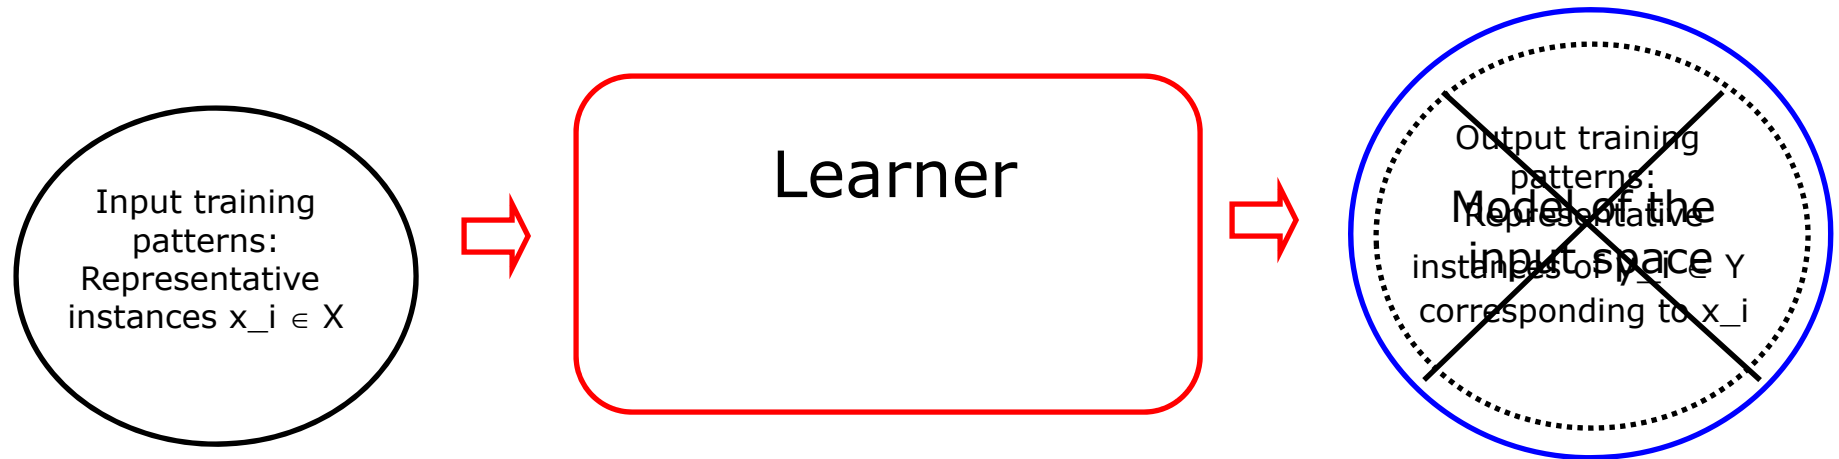 Input training
patterns:
Representative
instances x_i ∈ X
Learner
Output training
patterns:
Representative
instances of y_i ∈ Y
corresponding to x_i
Model of the
input space